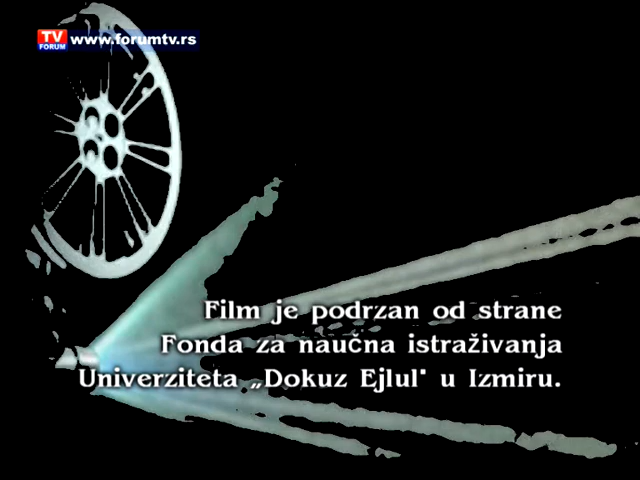 TV FORUM www.forumtv.rs
Film je podrzan od strane
Fonda za naučna istraživanja
Univerziteta „Dokuz Ejlul" u Izmiru.